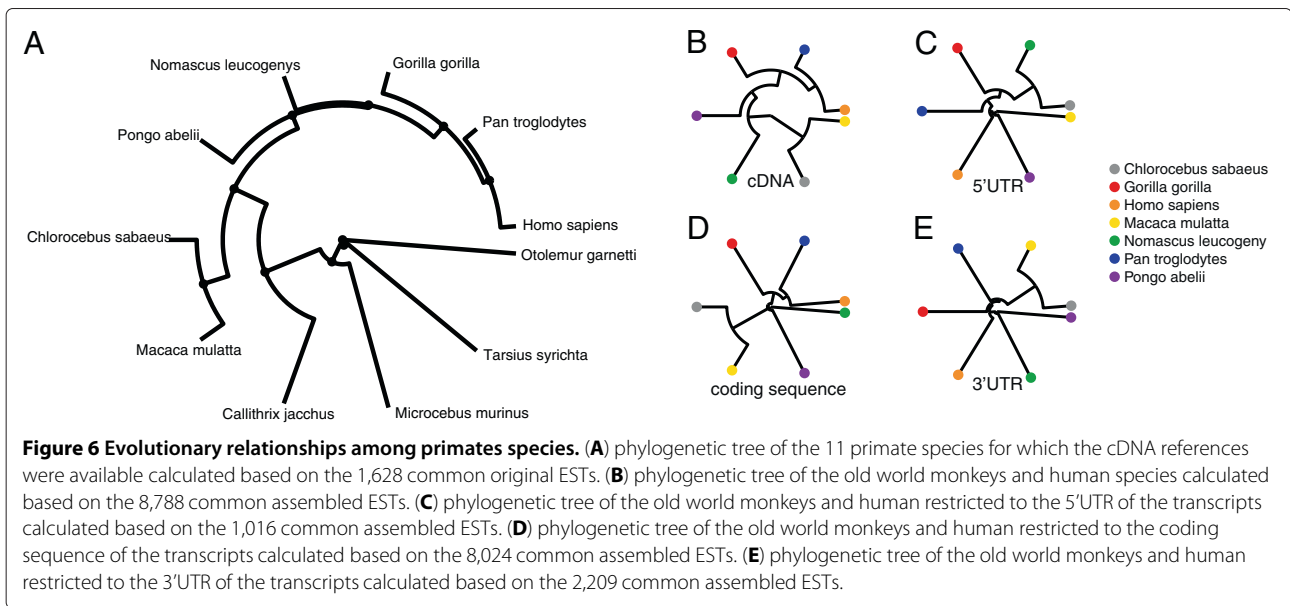 A
Nomascus leucogenys
Gorilla gorilla
Pongo abelii
Pan troglodytes
Chlorocebus sabaeus
Homo sapiens
Otolemur garnetti
Macaca mulatta
Tarsius syrichta
Callithrix jacchus
Microcebus murinus
B
cDNA
C
5'UTR
D
coding sequence
E
3'UTR
Chlorocebus sabaeus
Gorilla gorilla
Homo sapiens
Macaca mulatta
Nomascus leucogeny
Pan troglodytes
Pongo abelii
Figure 6 Evolutionary relationships among primates species. (A) phylogenetic tree of the 11 primate species for which the cDNA references
were available calculated based on the 1,628 common original ESTs. (B) phylogenetic tree of the old world monkeys and human species calculated
based on the 8,788 common assembled ESTs. (C) phylogenetic tree of the old world monkeys and human restricted to the 5'UTR of the transcripts
calculated based on the 1,016 common assembled ESTs. (D) phylogenetic tree of the old world monkeys and human restricted to the coding
sequence of the transcripts calculated based on the 8,024 common assembled ESTs. (E) phylogenetic tree of the old world monkeys and human
restricted to the 3'UTR of the transcripts calculated based on the 2,209 common assembled ESTs.